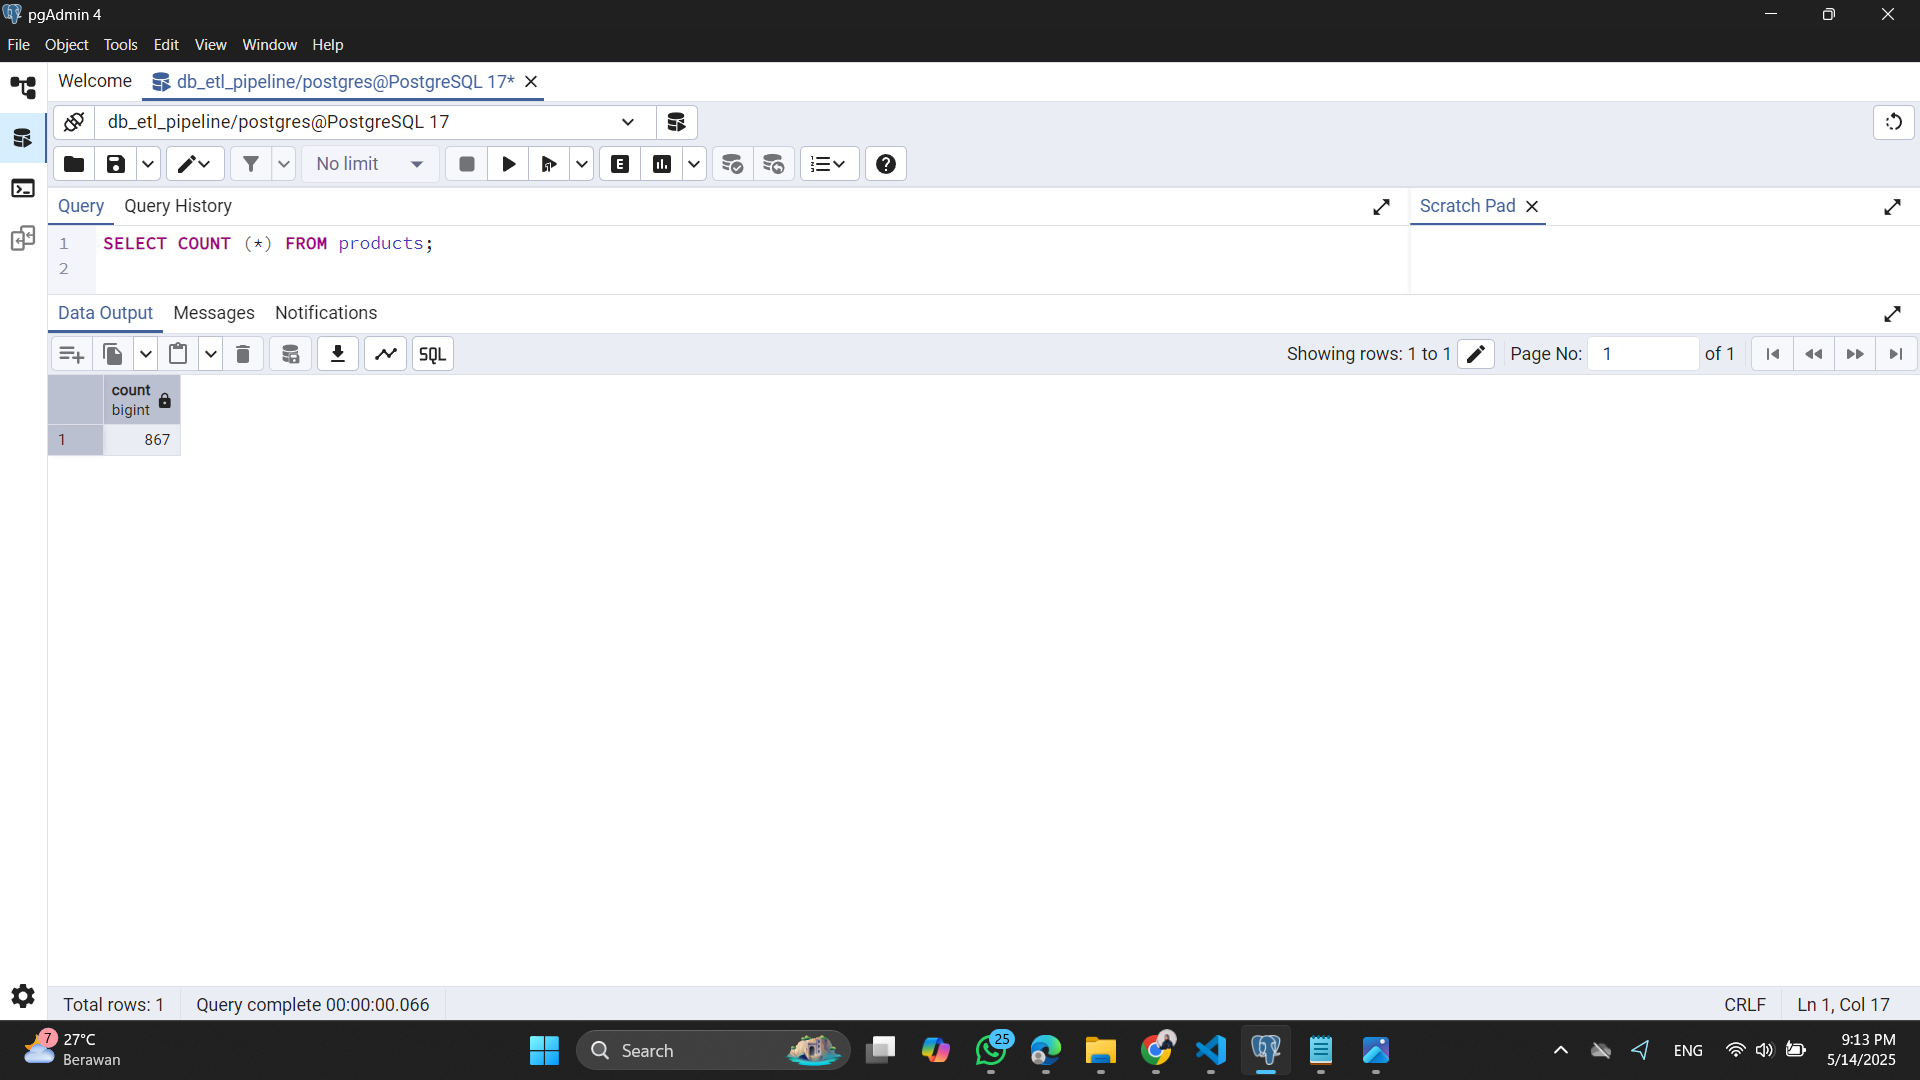 pgAdmin 4
File Object Tools Edit View Window Help
Welcome db_etl_pipeline/postgres@PostgreSQL 17*
db_etl_pipeline/postgres@PostgreSQL 17
No limit E
Query Query History Scratch Pad
1 SELECT COUNT (*) FROM products;
2
Data Output Messages Notifications
SQL Showing rows: 1 to 1 Page No: 1 of 1
count
bigint
1 867
Total rows: 1 Query complete 00:00:00.066 CRLF Ln 1, Col 17
7 27°C
Berawan
Search
25
ENG
9:13 PM
5/14/2025